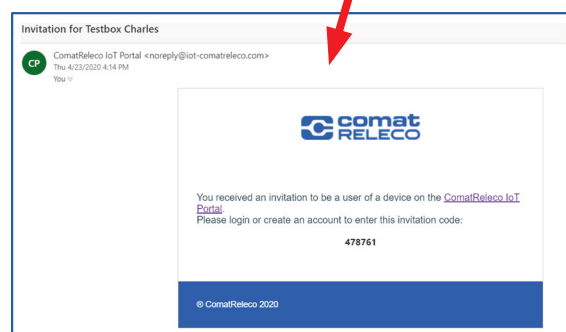 Invitation for Testbox Charles
CP
ComatReleco IoT Portal <noreply@iot-comatreleco.com>
Thu 4/23/2020 4:14 PM
You
comat
RELECO
You received an invitation to be a user of a device on the ComatReleco IoT
Portal.
Please login or create an account to enter this invitation code:
478761
® ComatReleco 2020